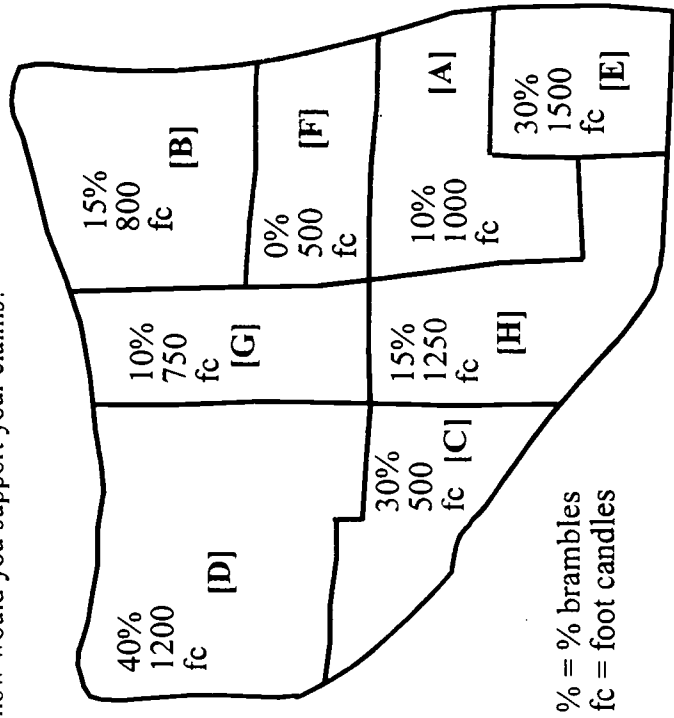 How would you support your claims?
15%
800
fc
[B]
10%
750
fc
[G]
0%
500
fc
[F]
40%
1200
fc
[D]
10%
1000
fc
[A]
15%
1250
fc
[H]
30%
500
fc
[C]
30%
1500
fc
[E]
% = % brambles
fc = foot candles